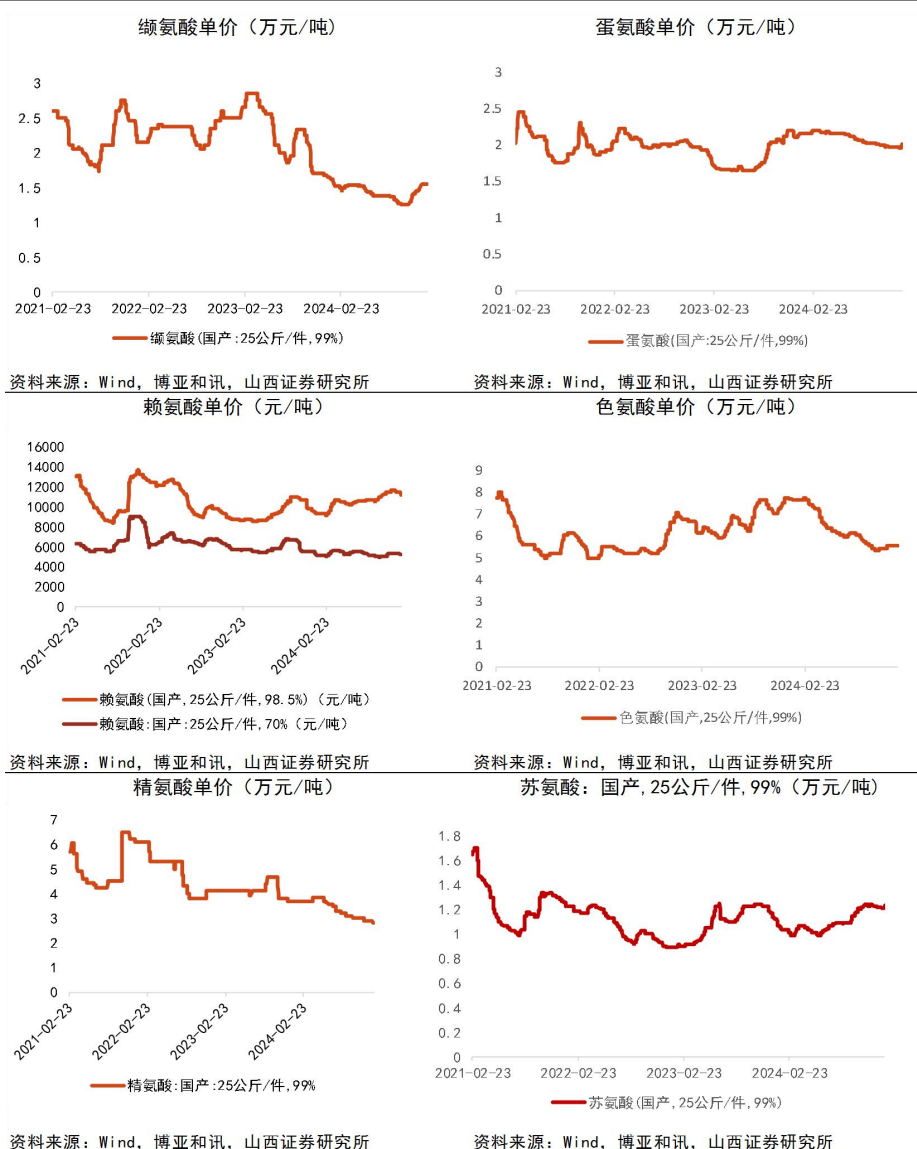 缬氨酸单价（万元/吨）
3
2.5
2
1.5
1
0.5
0
2021-02-23 2022-02-23 2023-02-23 2024-02-23
缬氨酸(国产:25公斤/件,99%)
资料来源：Wind，博亚和讯，山西证券研究所
蛋氨酸单价（万元/吨）
3
2.5
2
1.5
1
0.5
0
2021-02-23 2022-02-23 2023-02-23 2024-02-23
蛋氨酸(国产:25公斤/件,99%)
资料来源：Wind，博亚和讯，山西证券研究所
赖氨酸单价（元/吨）
16000
14000
12000
10000
8000
6000
4000
2000
0
2021-02-23 2022-02-23 2023-02-23 2024-02-23
赖氨酸(国产,25公斤/件,98.5%)（元/吨）
赖氨酸:国产:25公斤/件,70%（元/吨）
资料来源：Wind，博亚和讯，山西证券研究所
色氨酸单价（万元/吨）
9
8
7
6
5
4
3
2
1
0
2021-02-23 2022-02-23 2023-02-23 2024-02-23
色氨酸(国产,25公斤/件,99%)
资料来源：Wind，博亚和讯，山西证券研究所
精氨酸单价（万元/吨）
7
6
5
4
3
2
1
0
2021-02-23 2022-02-23 2023-02-23 2024-02-23
精氨酸:国产:25公斤/件,99%
资料来源：Wind，博亚和讯，山西证券研究所
苏氨酸：国产,25公斤/件,99%（万元/吨)
1.8
1.6
1.4
1.2
1
0.8
0.6
0.4
0.2
0
2021-02-23 2022-02-23 2023-02-23 2024-02-23
苏氨酸(国产,25公斤/件,99%)
资料来源：Wind，博亚和讯，山西证券研究所